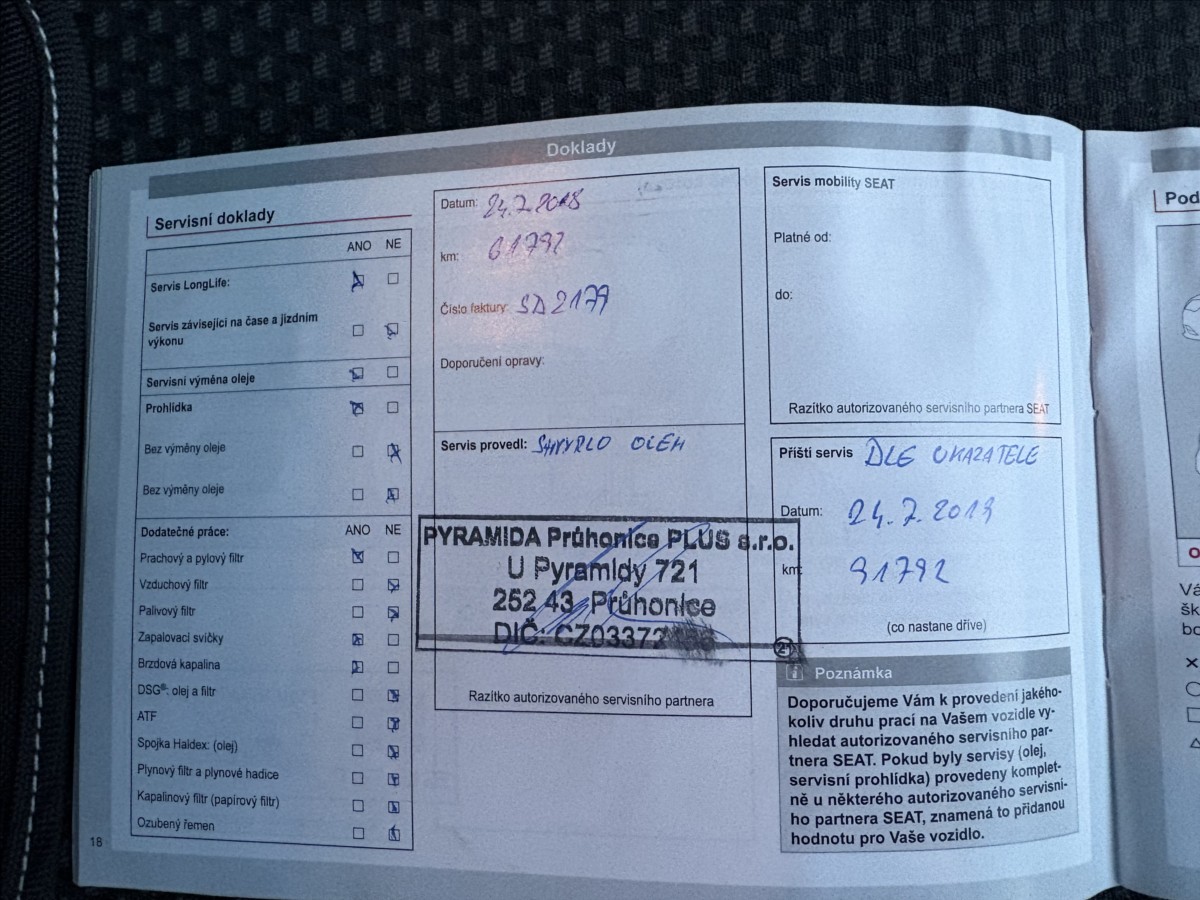 Doklady
Servisní doklady
ANO NE
Servis LongLife:
Servis závisející na čase a jízdním
výkonu
Servisní výměna oleje
Prohlídka
Bez výměny oleje
Bez výměny oleje
Dodatečné práce: ANO NE
Prachový a pylový filtr
Vzduchový filtr
Palivový filtr
Zapalovací svíčky
Brzdová kapalina
DSG®: olej a filtr
ATF
Spojka Haldex: (olej)
Plynový filtr a plynové hadice
Kapalinový filtr (papírový filtr)
Ozubený řemen
18
Datum: 24.7.2018
km: 61792
Číslo faktury: SD2177
Doporučení opravy:
Servis provedl: OLEH
PYRAMIDA Průhonice PLUS s.r.o.
U Pyramidy 721
252 43 Průhonice
DIČ: CZ03372
21
Razítko autorizovaného servisního partnera
Servis mobility SEAT
Platné od:
do:
Razítko autorizovaného servisního partnera SEAT
Příští servis DLE UKAZATELE
Datum: 24.7.2019
km: 91792
(co nastane dříve)
Poznámka
Doporučujeme Vám k provedení jakého-
koliv druhu prací na Vašem vozidle vy-
hledat autorizovaného servisního par-
tnera SEAT. Pokud byly servisy (olej,
servisní prohlídka) provedeny komplet-
ně u některého autorizovaného servisní-
ho partnera SEAT, znamená to přidanou
hodnotu pro Vaše vozidlo.
Pod
Vá
šk
bo